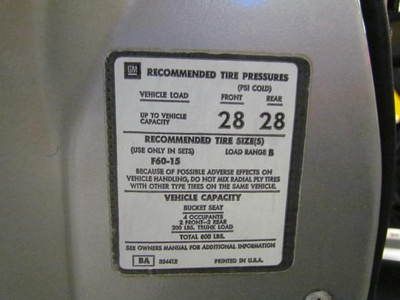 GM
RECOMMENDED TIRE PRESSURES
(PSI COLD)
VEHICLE LOAD FRONT REAR
UP TO VEHICLE CAPACITY 28 28
RECOMMENDED TIRE SIZE(S)
(USE ONLY IN SETS) LOAD RANGE B
F60-15
BECAUSE OF POSSIBLE ADVERSE EFFECTS ON
VEHICLE HANDLING, DO NOT MIX RADIAL PLY TIRES
WITH OTHER TYPE TIRES ON THE SAME VEHICLE.
VEHICLE CAPACITY
BUCKET SEAT
4 OCCUPANTS
2 FRONT-2 REAR
200 LBS. TRUNK LOAD
TOTAL 800 LBS.
SEE OWNERS MANUAL FOR ADDITIONAL INFORMATION
BA PRINTED IN U.S.A.